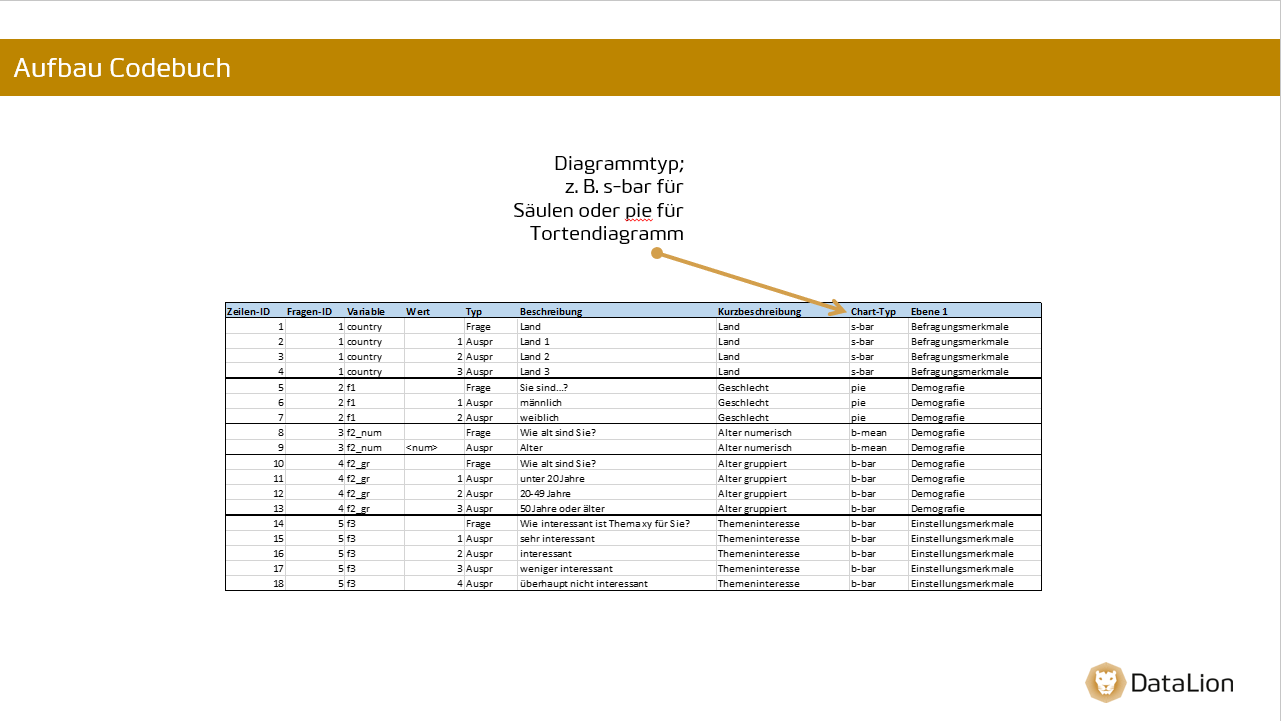 Aufbau Codebuch
Diagrammtyp;
z. B. s-bar für
Säulen oder pie für
Tortendiagramm
Zeilen-ID Fragen-ID Variable Wert Typ Beschreibung Kurzbeschreibung Chart-Typ Ebene 1
1 1 country Frage Land Land s-bar Befragungsmerkmale
2 1 country 1 Auspr Land 1 Land s-bar Befragungsmerkmale
3 1 country 2 Auspr Land 2 Land s-bar Befragungsmerkmale
4 1 country 3 Auspr Land 3 Land s-bar Befragungsmerkmale
5 2 f1 Frage Sie sind...? Geschlecht pie Demografie
6 2 f1 1 Auspr männlich Geschlecht pie Demografie
7 2 f1 2 Auspr weiblich Geschlecht pie Demografie
8 3 f2_num Frage Wie alt sind Sie? Alter numerisch b-mean Demografie
9 3 f2_num <num> Auspr Alter Alter numerisch b-mean Demografie
10 4 f2_gr Frage Wie alt sind Sie? Alter gruppiert b-bar Demografie
11 4 f2_gr 1 Auspr unter 20 Jahre Alter gruppiert b-bar Demografie
12 4 f2_gr 2 Auspr 20-49 Jahre Alter gruppiert b-bar Demografie
13 4 f2_gr 3 Auspr 50 Jahre oder älter Alter gruppiert b-bar Demografie
14 5 f3 Frage Wie interessant ist Thema xy für Sie? Themeninteresse b-bar Einstellungsmerkmale
15 5 f3 1 Auspr sehr interessant Themeninteresse b-bar Einstellungsmerkmale
16 5 f3 2 Auspr interessant Themeninteresse b-bar Einstellungsmerkmale
17 5 f3 3 Auspr weniger interessant Themeninteresse b-bar Einstellungsmerkmale
18 5 f3 4 Auspr überhaupt nicht interessant Themeninteresse b-bar Einstellungsmerkmale
DataLion